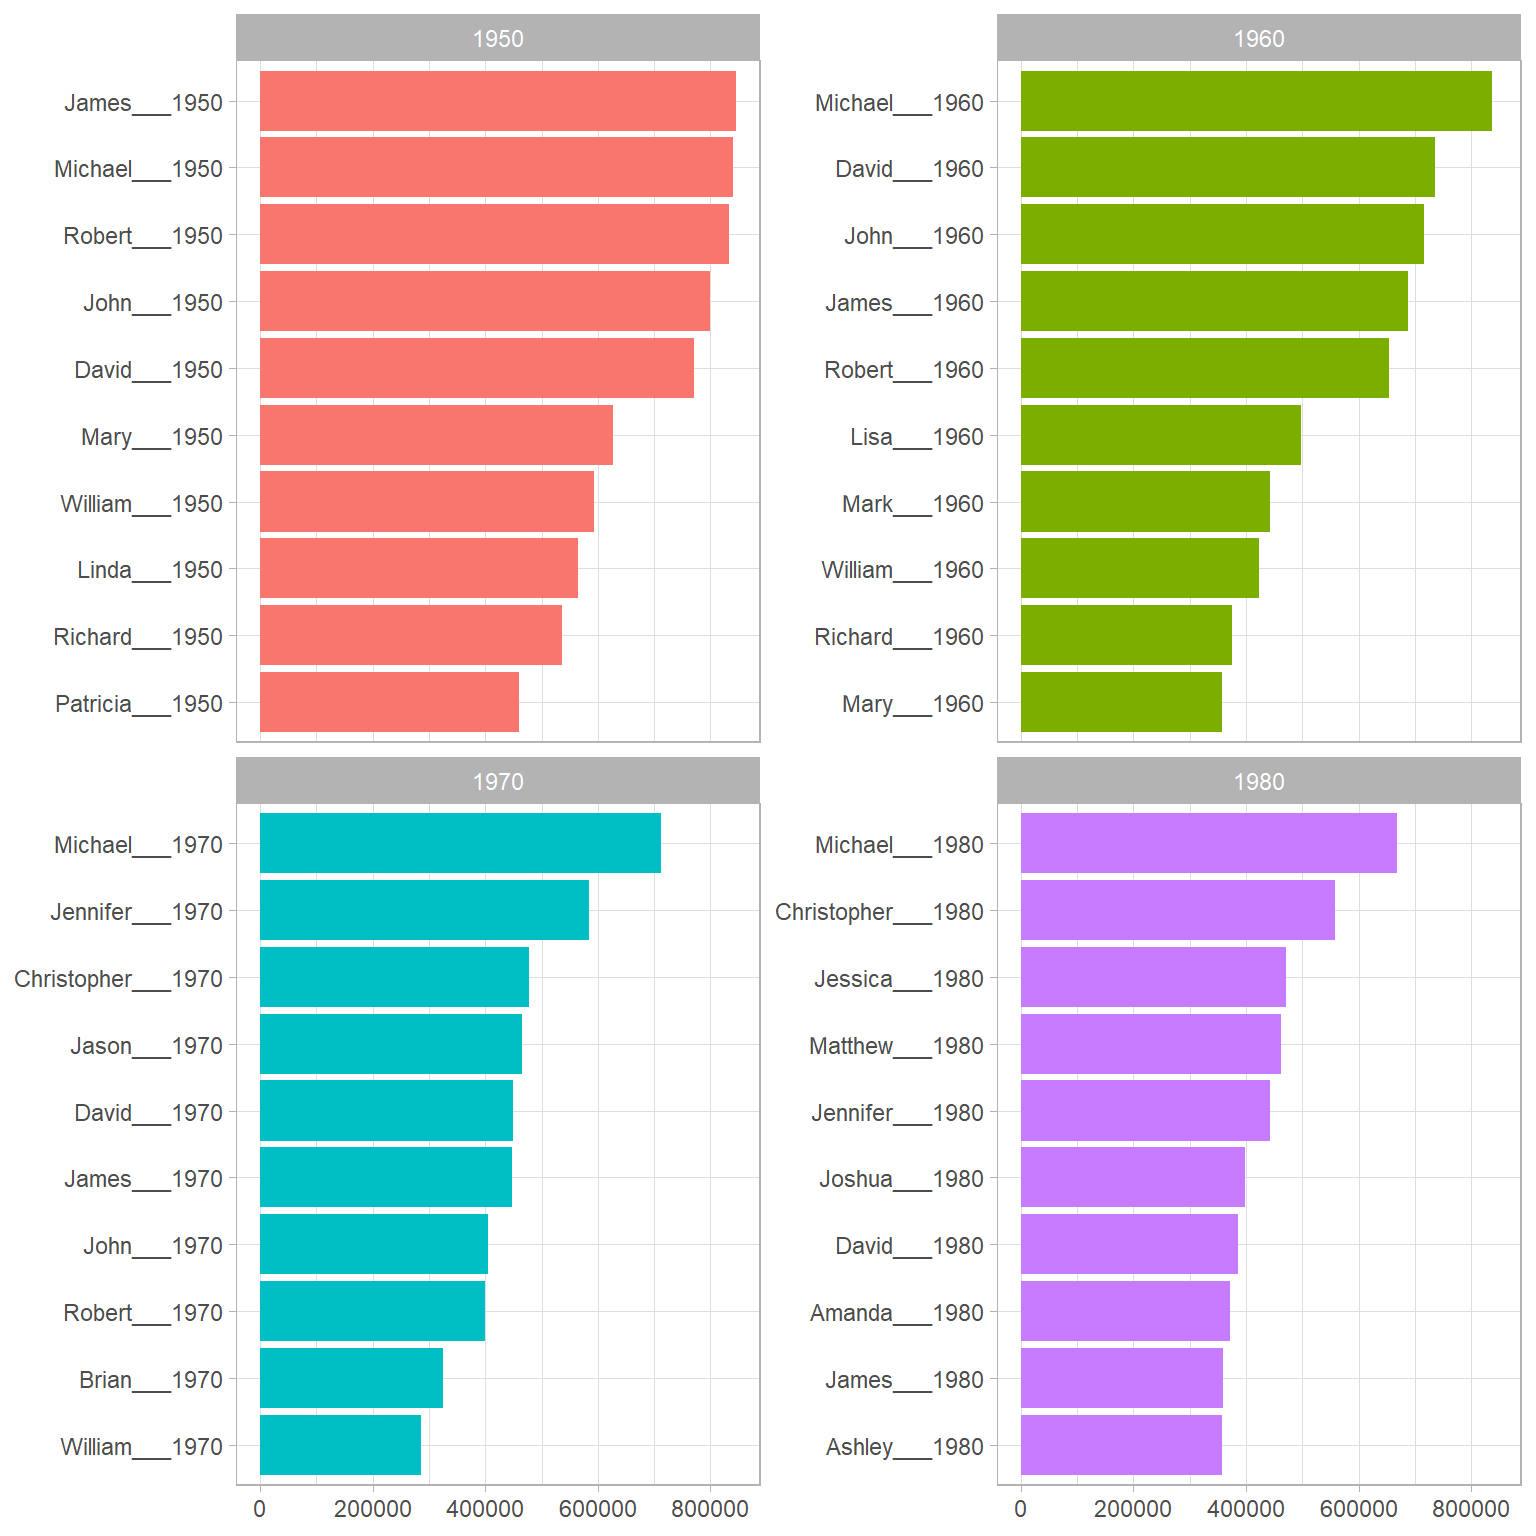 1950
James___1950
Michael___1950
Robert___1950
John___1950
David___1950
Mary___1950
William___1950
Linda___1950
Richard___1950
Patricia___1950
1960
Michael___1960
David___1960
John___1960
James___1960
Robert___1960
Lisa___1960
Mark___1960
William___1960
Richard___1960
Mary___1960
1970
Michael___1970
Jennifer___1970
Christopher___1970
Jason___1970
David___1970
James___1970
John___1970
Robert___1970
Brian___1970
William___1970
0 200000 400000 600000 800000
1980
Michael___1980
Christopher___1980
Jessica___1980
Matthew___1980
Jennifer___1980
Joshua___1980
David___1980
Amanda___1980
James___1980
Ashley___1980
0 200000 400000 600000 800000